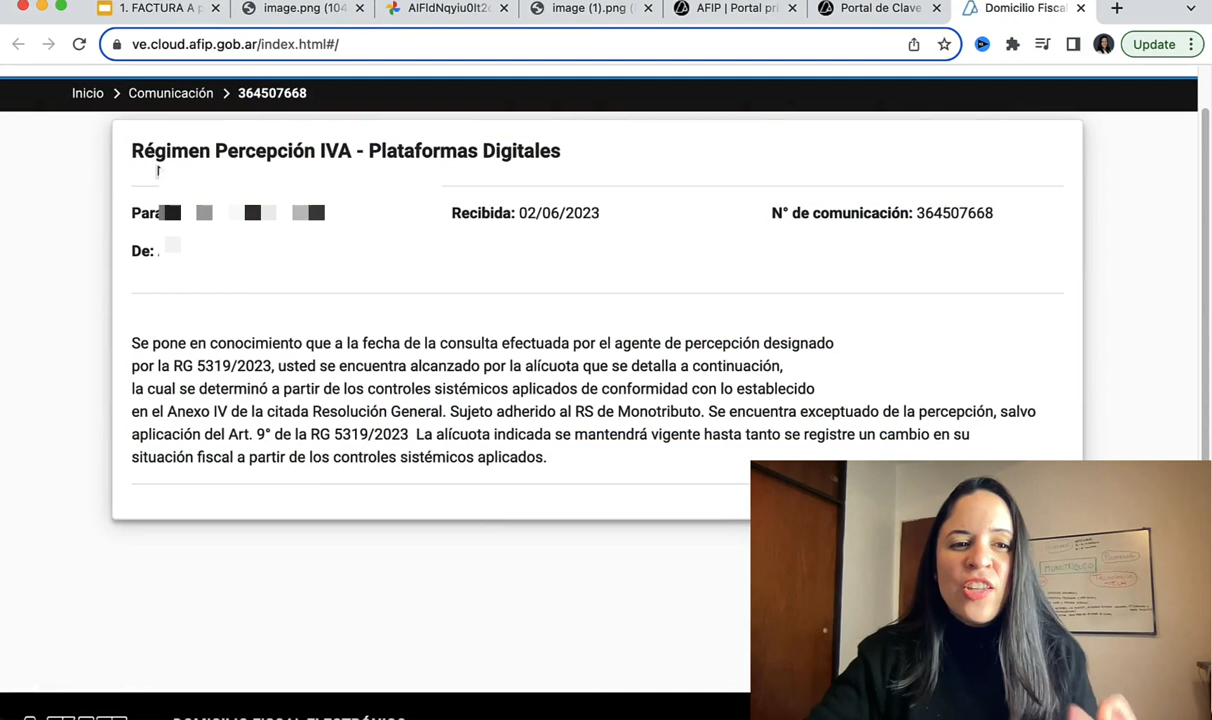 1. FACTURA A p
image.png (104
AIFIdNqyiu0It2
image (1).png (
AFIP | Portal pri
Portal de Clave
Domicilio Fiscal
ve.cloud.afip.gob.ar/index.html#/
Update
Inicio > Comunicación > 364507668
Régimen Percepción IVA - Plataformas Digitales
Para
Recibida: 02/06/2023
N° de comunicación: 364507668
De:
Se pone en conocimiento que a la fecha de la consulta efectuada por el agente de percepción designado
por la RG 5319/2023, usted se encuentra alcanzado por la alícuota que se detalla a continuación,
la cual se determinó a partir de los controles sistémicos aplicados de conformidad con lo establecido
en el Anexo IV de la citada Resolución General. Sujeto adherido al RS de Monotributo. Se encuentra exceptuado de la percepción, salvo
aplicación del Art. 9° de la RG 5319/2023 La alícuota indicada se mantendrá vigente hasta tanto se registre un cambio en su
situación fiscal a partir de los controles sistémicos aplicados.
MONOTRIBUTO
DOMICILIO FISCAL ELECTRÓNICO